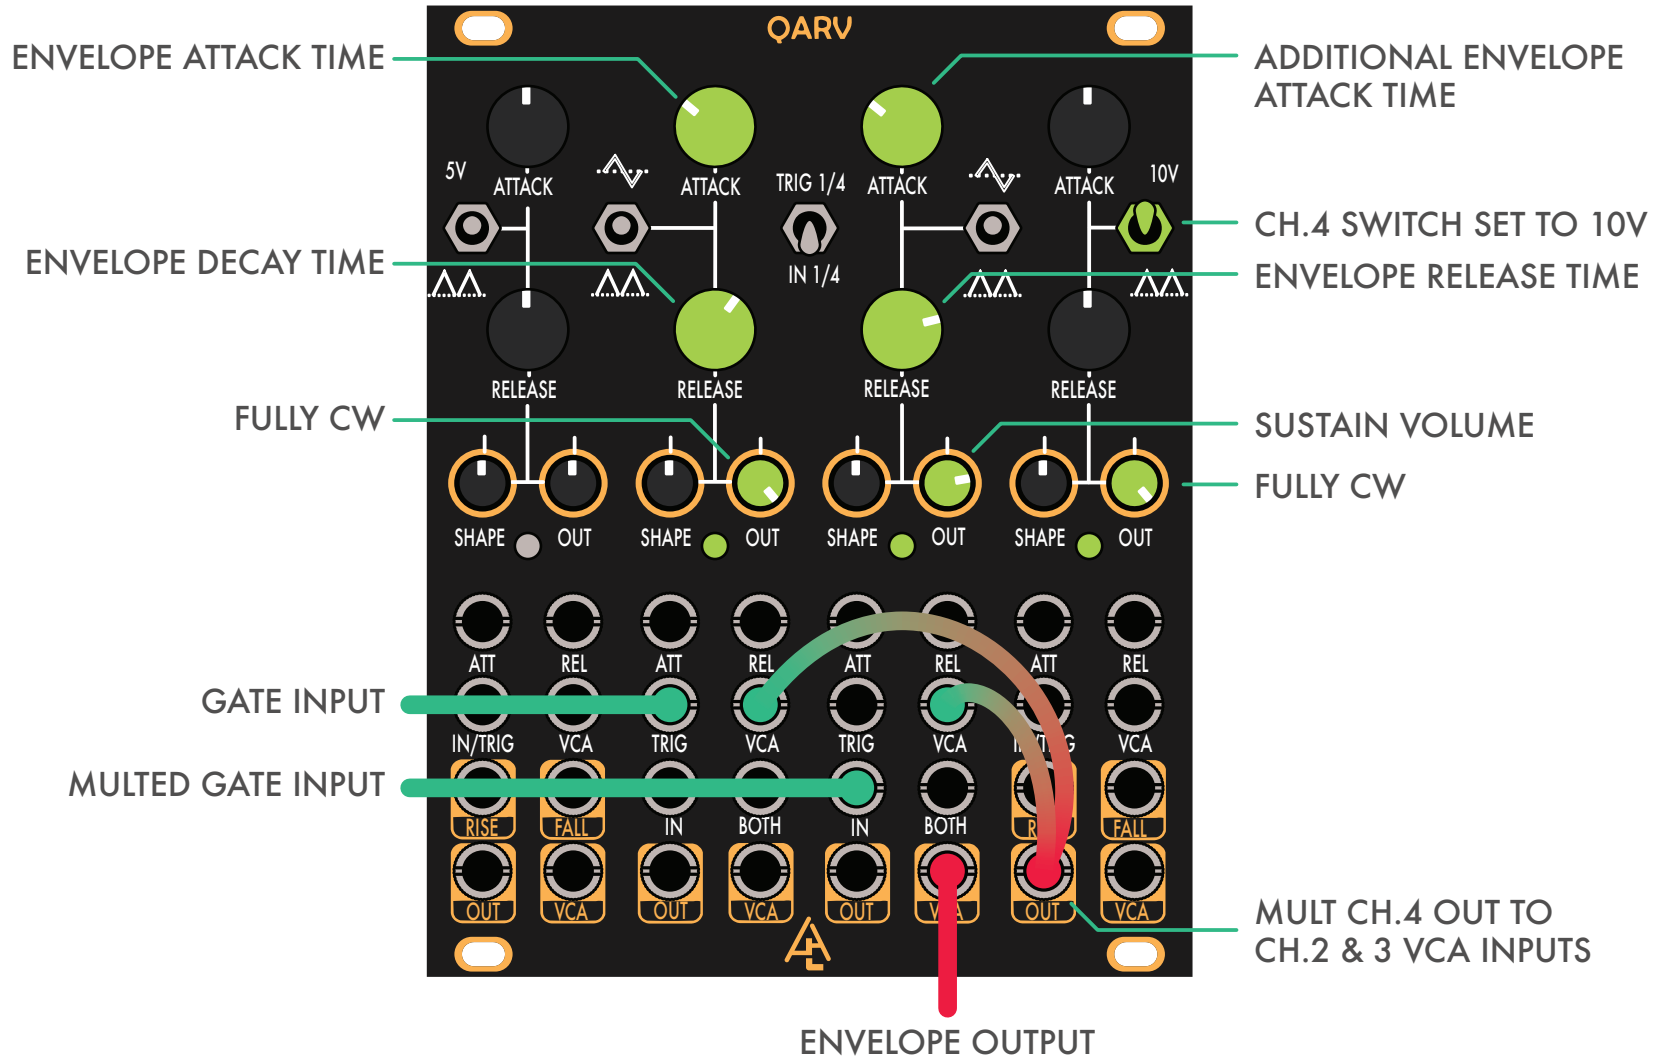 QARV
ENVELOPE ATTACK TIME
ADDITIONAL ENVELOPE
ATTACK TIME
5V
ATTACK
ATTACK
TRIG 1/4
ATTACK
ATTACK
10V
CH.4 SWITCH SET TO 10V
ENVELOPE DECAY TIME
IN 1/4
ENVELOPE RELEASE TIME
RELEASE
RELEASE
RELEASE
RELEASE
FULLY CW
SUSTAIN VOLUME
FULLY CW
SHAPE
OUT
SHAPE
OUT
SHAPE
OUT
SHAPE
OUT
ATT
REL
ATT
REL
ATT
REL
ATT
REL
GATE INPUT
IN/TRIG
VCA
TRIG
VCA
TRIG
VCA
VCA
MULTED GATE INPUT
RISE
FALL
IN
BOTH
IN
BOTH
FALL
OUT
VCA
OUT
VCA
OUT
VCA
OUT
VCA
MULT CH.4 OUT TO
CH.2 & 3 VCA INPUTS
ENVELOPE OUTPUT